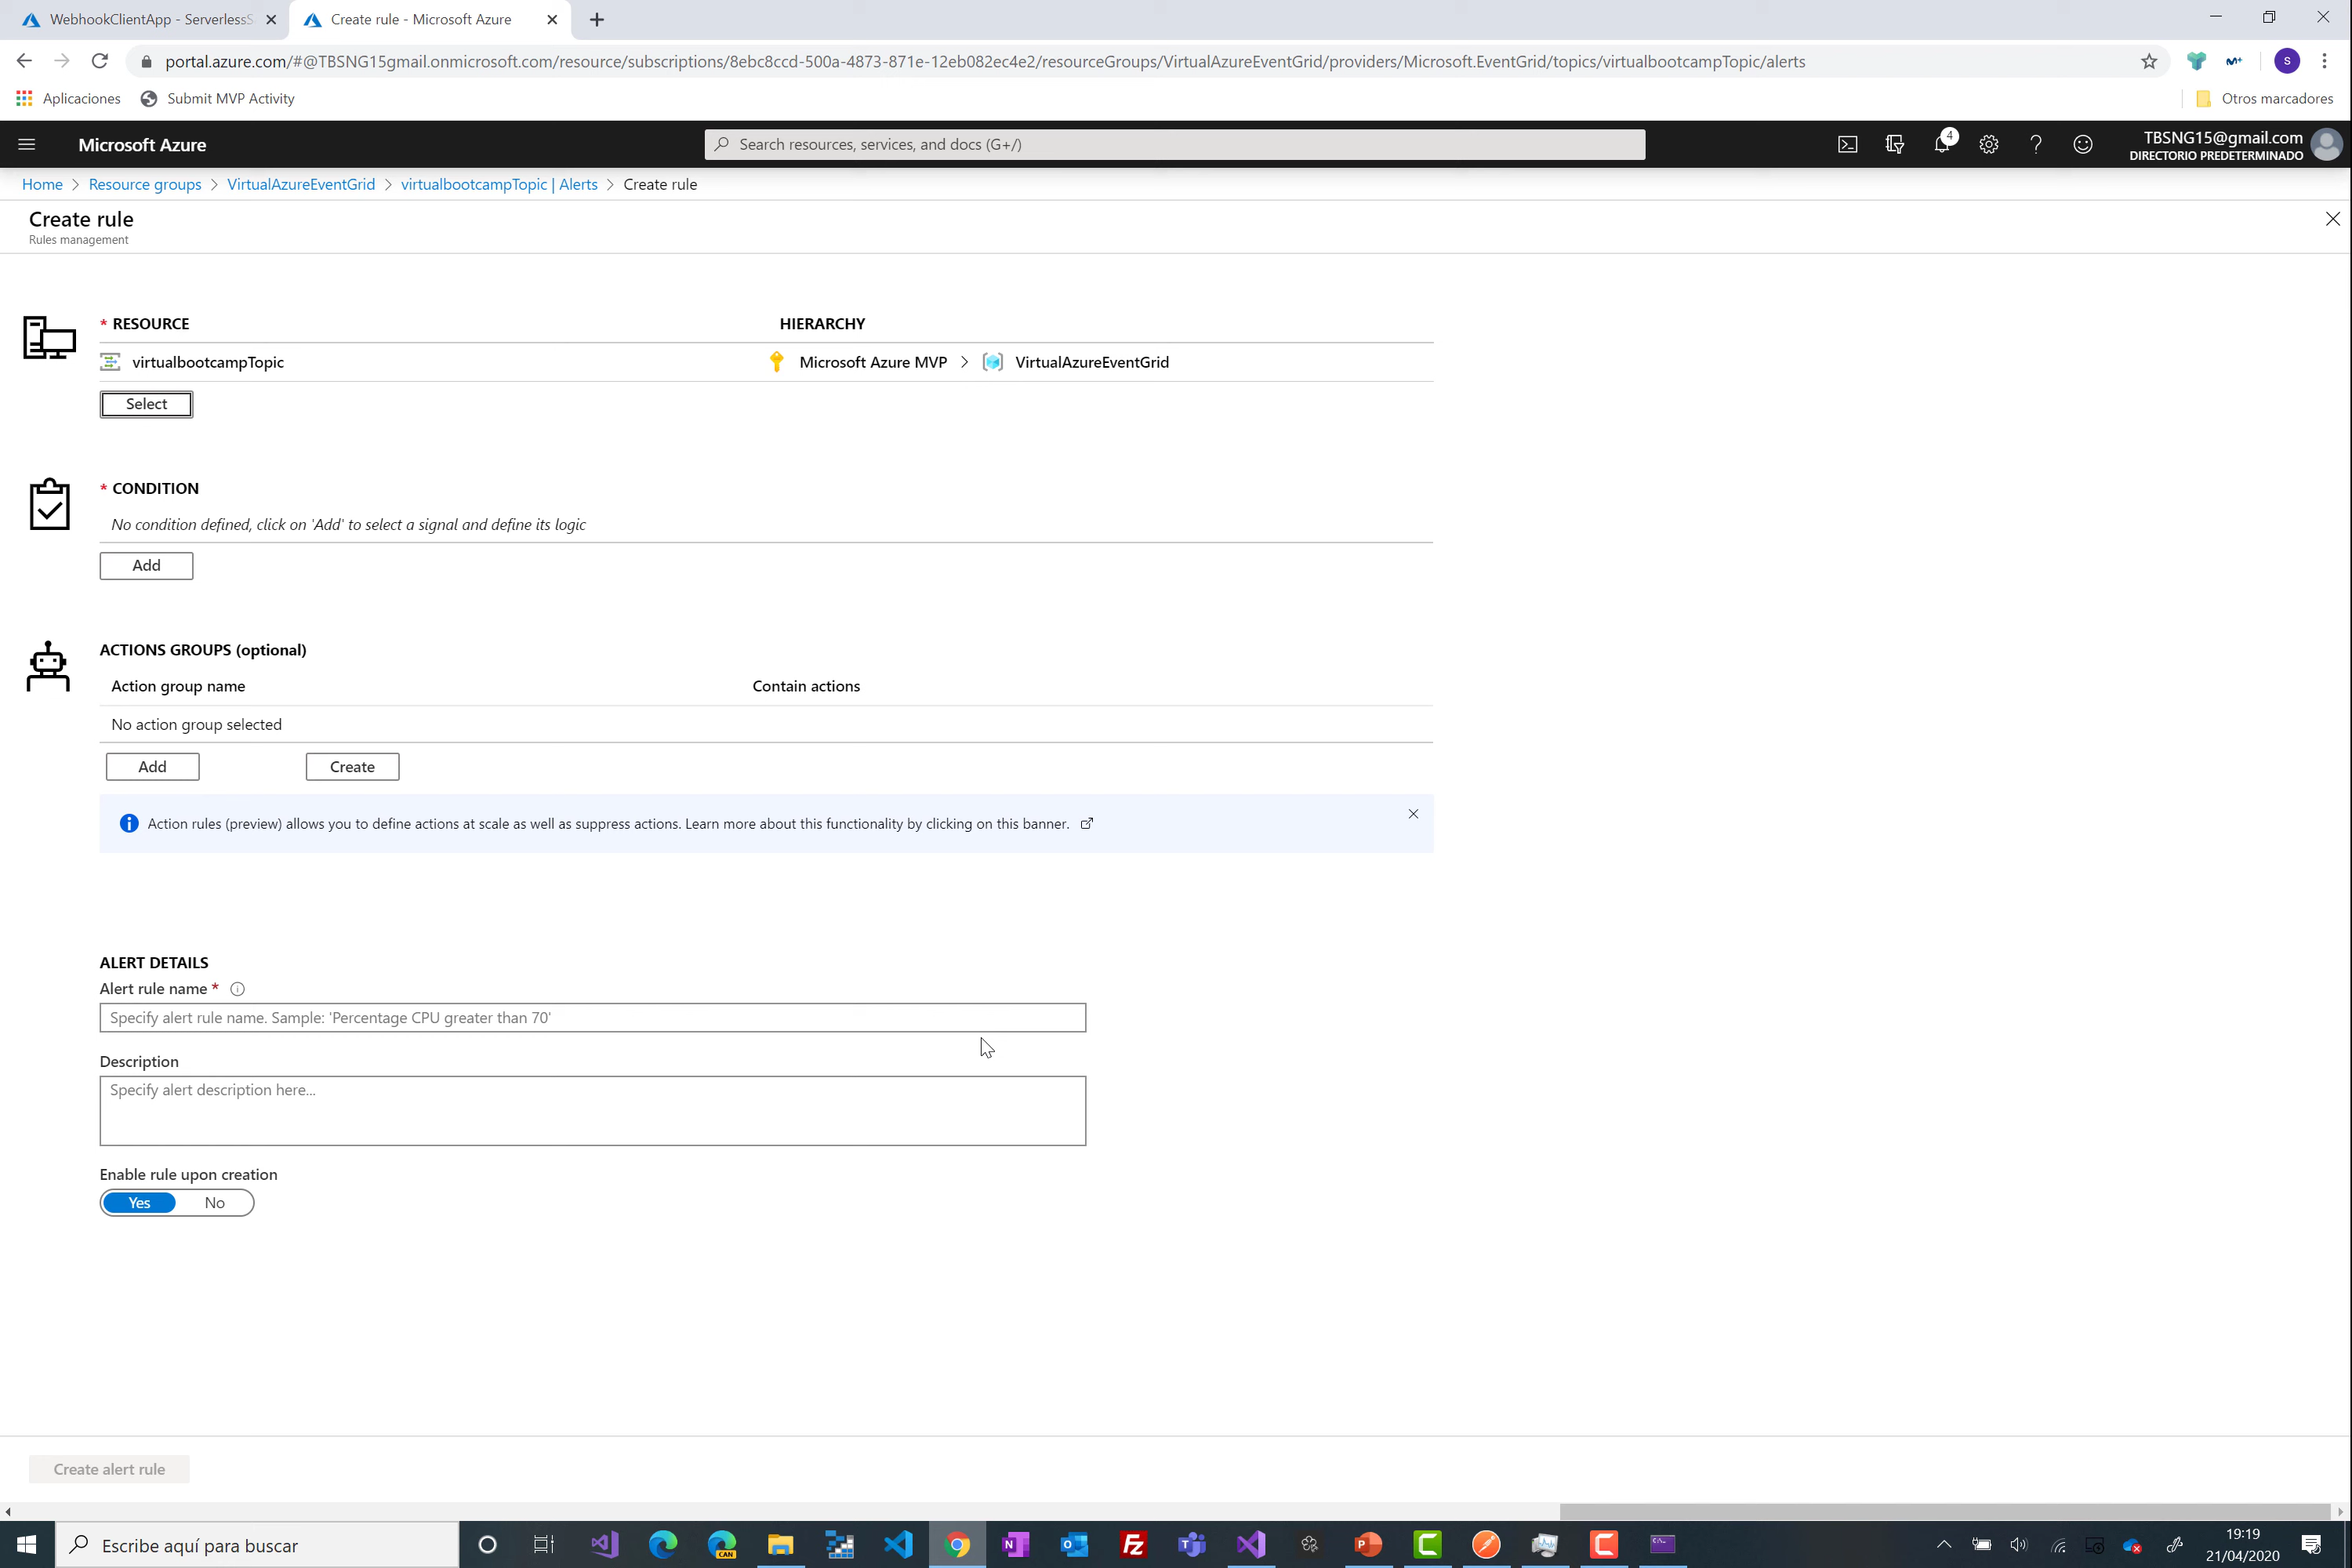 WebhookClientApp - ServerlessS
Create rule - Microsoft Azure
portal.azure.com/#@TBSNG15gmail.onmicrosoft.com/resource/subscriptions/8ebc8ccd-500a-4873-871e-12eb082ec4e2/resourceGroups/VirtualAzureEventGrid/providers/Microsoft.EventGrid/topics/virtualbootcampTopic/alerts
S
Aplicaciones
Submit MVP Activity
Otros marcadores
Microsoft Azure
Search resources, services, and docs (G+/)
4
TBSNG15@gmail.com
DIRECTORIO PREDETERMINADO
Home > Resource groups > VirtualAzureEventGrid > virtualbootcampTopic | Alerts > Create rule
Create rule
Rules management
* RESOURCE
HIERARCHY
virtualbootcampTopic
Microsoft Azure MVP > VirtualAzureEventGrid
Select
* CONDITION
No condition defined, click on 'Add' to select a signal and define its logic
Add
ACTIONS GROUPS (optional)
Action group name
Contain actions
No action group selected
Add
Create
Action rules (preview) allows you to define actions at scale as well as suppress actions. Learn more about this functionality by clicking on this banner.
ALERT DETAILS
Alert rule name *
Specify alert rule name. Sample: 'Percentage CPU greater than 70'
Description
Specify alert description here...
Enable rule upon creation
Yes
No
Create alert rule
Escribe aquí para buscar
CAN
19:19
21/04/2020